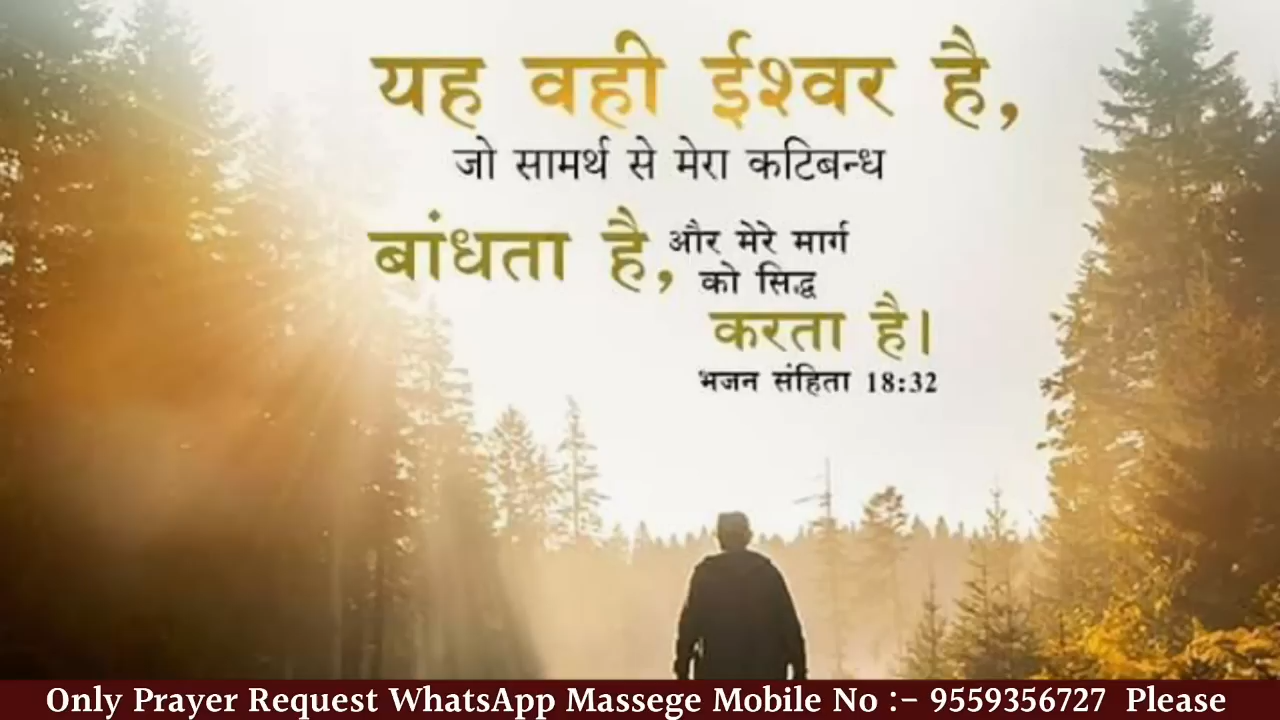 यह वही ईश्वर है,
जो सामर्थ से मेरा कटिबन्ध
बांधता है, और मेरे मार्ग
को सिद्ध
करता है।
भजन संहिता 18:32
Only Prayer Request WhatsApp Massege Mobile No :- 9559356727 Please